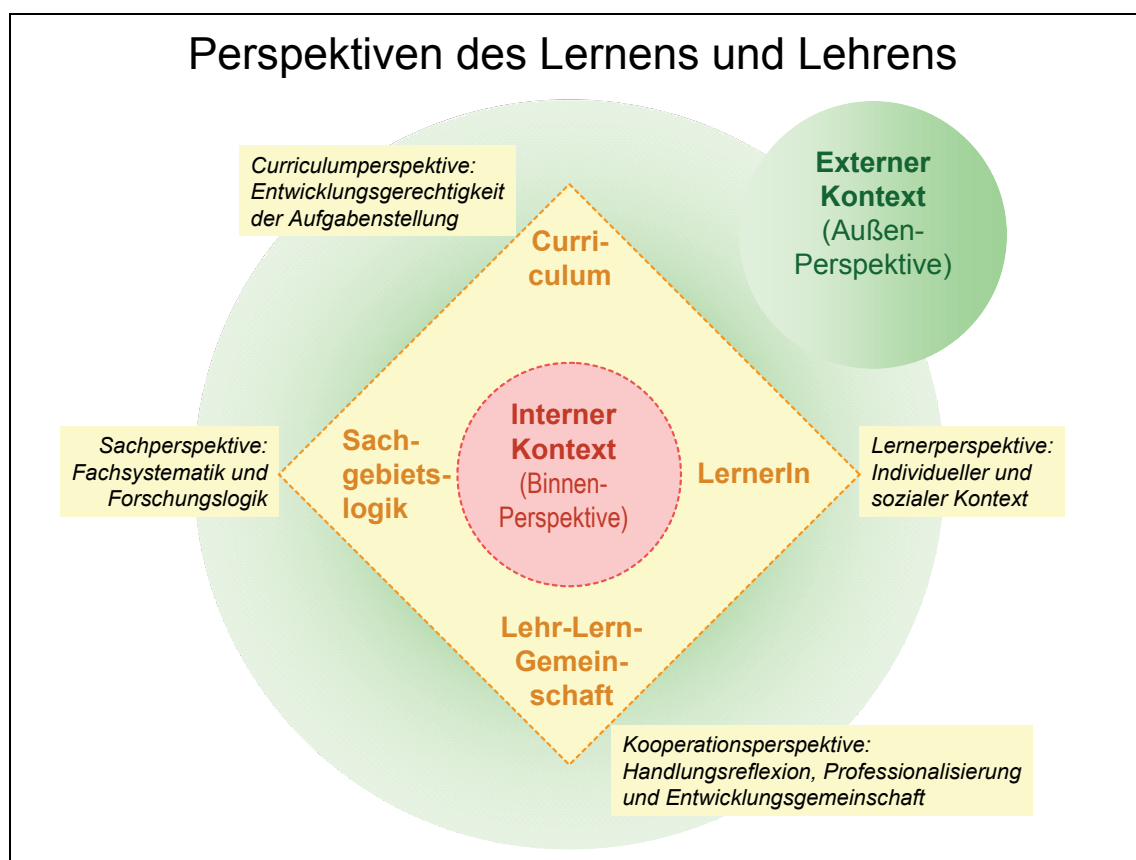 Perspektiven des Lernens und Lehrens
Curriculumperspektive:
Entwicklungsgerechtigkeit
der Aufgabenstellung
Externer
Kontext
(Außen-
Perspektive)
Curri-
culum
Sachperspektive:
Fachsystematik und
Forschungslogik
Sach-
gebiets-
logik
Interner
Kontext
(Binnen-
Perspektive)
LernerIn
Lernerperspektive:
Individueller und
sozialer Kontext
Lehr-Lern-
Gemein-
schaft
Kooperationsperspektive:
Handlungsreflexion, Professionalisierung
und Entwicklungsgemeinschaft